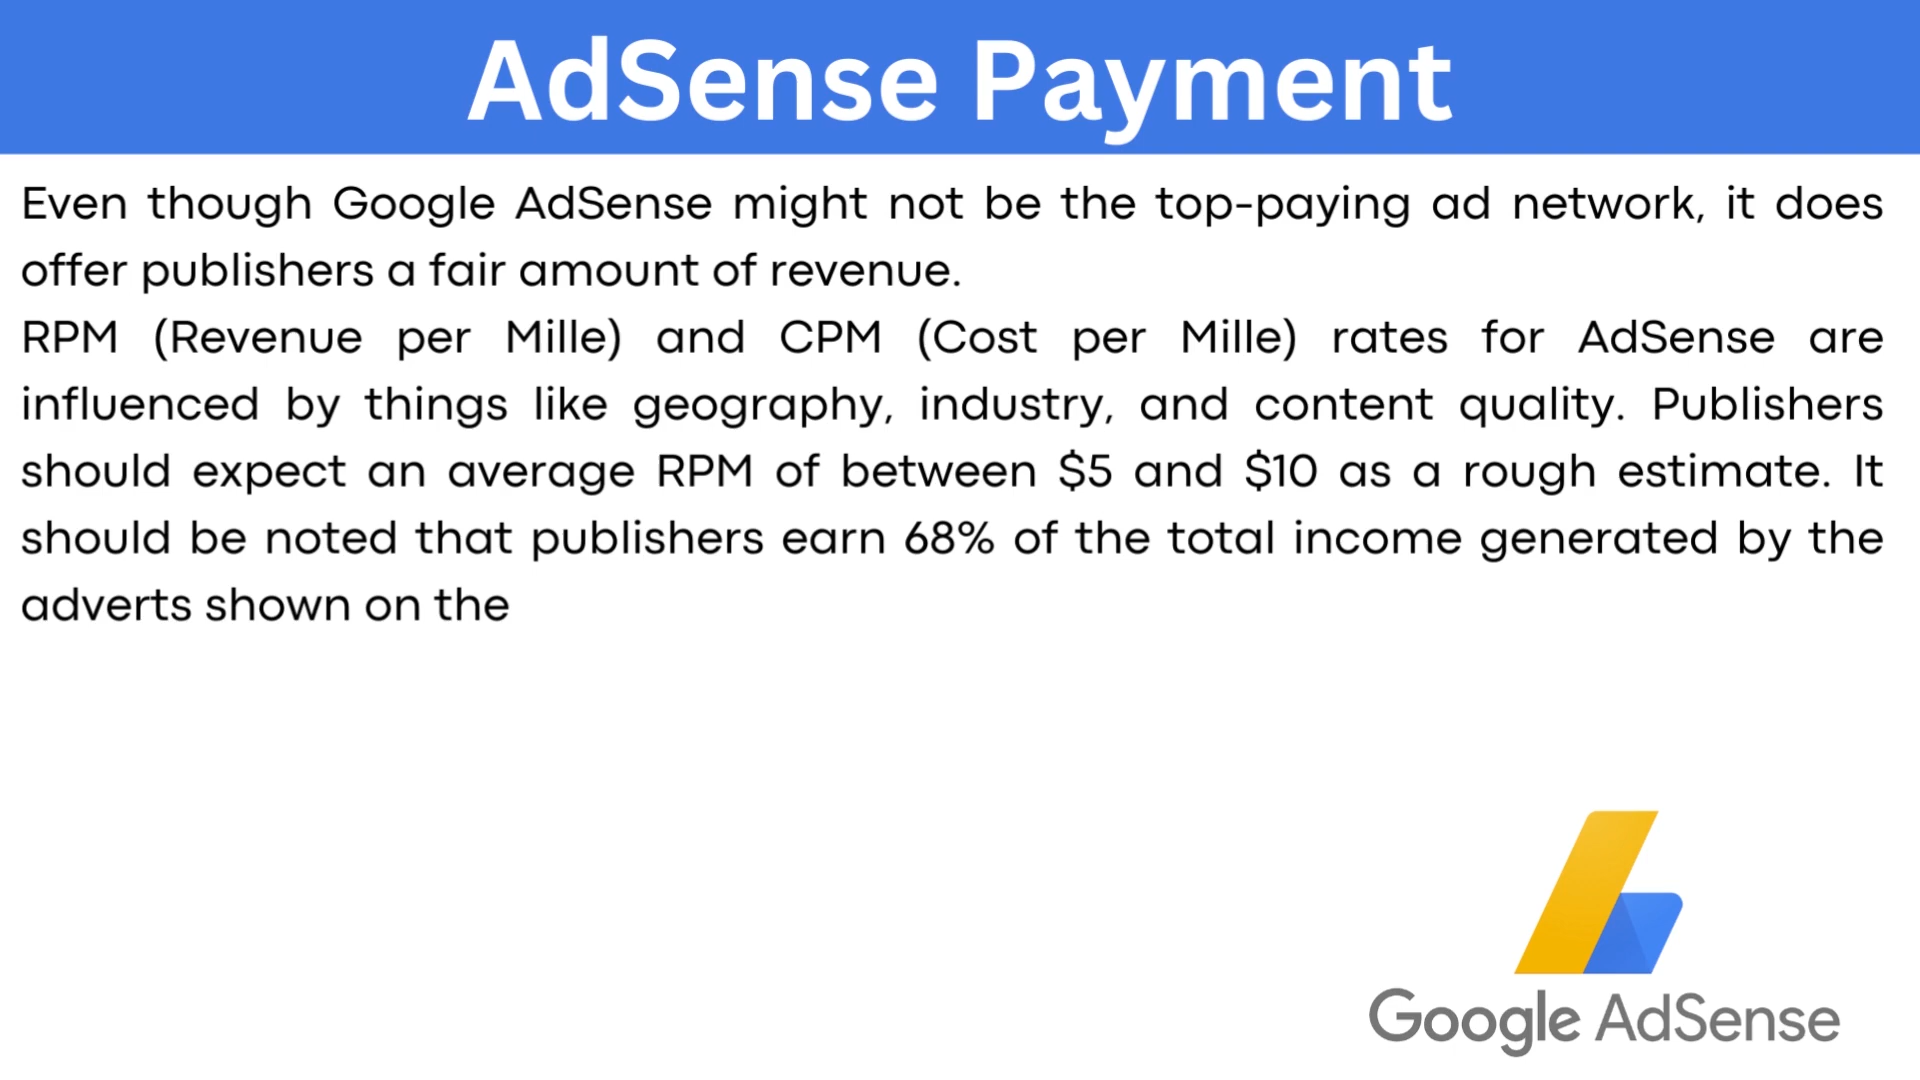 AdSense Payment
Even though Google AdSense might not be the top-paying ad network, it does
offer publishers a fair amount of revenue.
RPM (Revenue per Mille) and CPM (Cost per Mille) rates for AdSense are
influenced by things like geography, industry, and content quality. Publishers
should expect an average RPM of between $5 and $10 as a rough estimate. It
should be noted that publishers earn 68% of the total income generated by the
adverts shown on the
Google AdSense